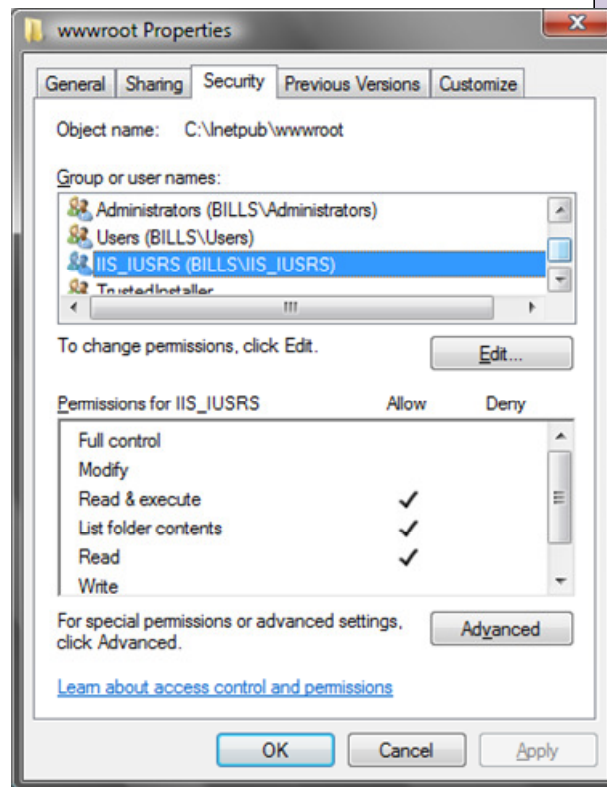 wwwroot Properties
General Sharing Security Previous Versions Customize
Object name: C:\Inetpub\wwwroot
Group or user names:
Administrators (BILLS\Administrators)
Users (BILLS\Users)
IIS_IUSRS (BILLS\IIS_IUSRS)
TrustedInstaller
To change permissions, click Edit.
Edit...
Permissions for IIS_IUSRS Allow Deny
Full control
Modify
Read & execute
List folder contents
Read
Write
For special permissions or advanced settings,
click Advanced.
Advanced
Learn about access control and permissions
OK Cancel Apply